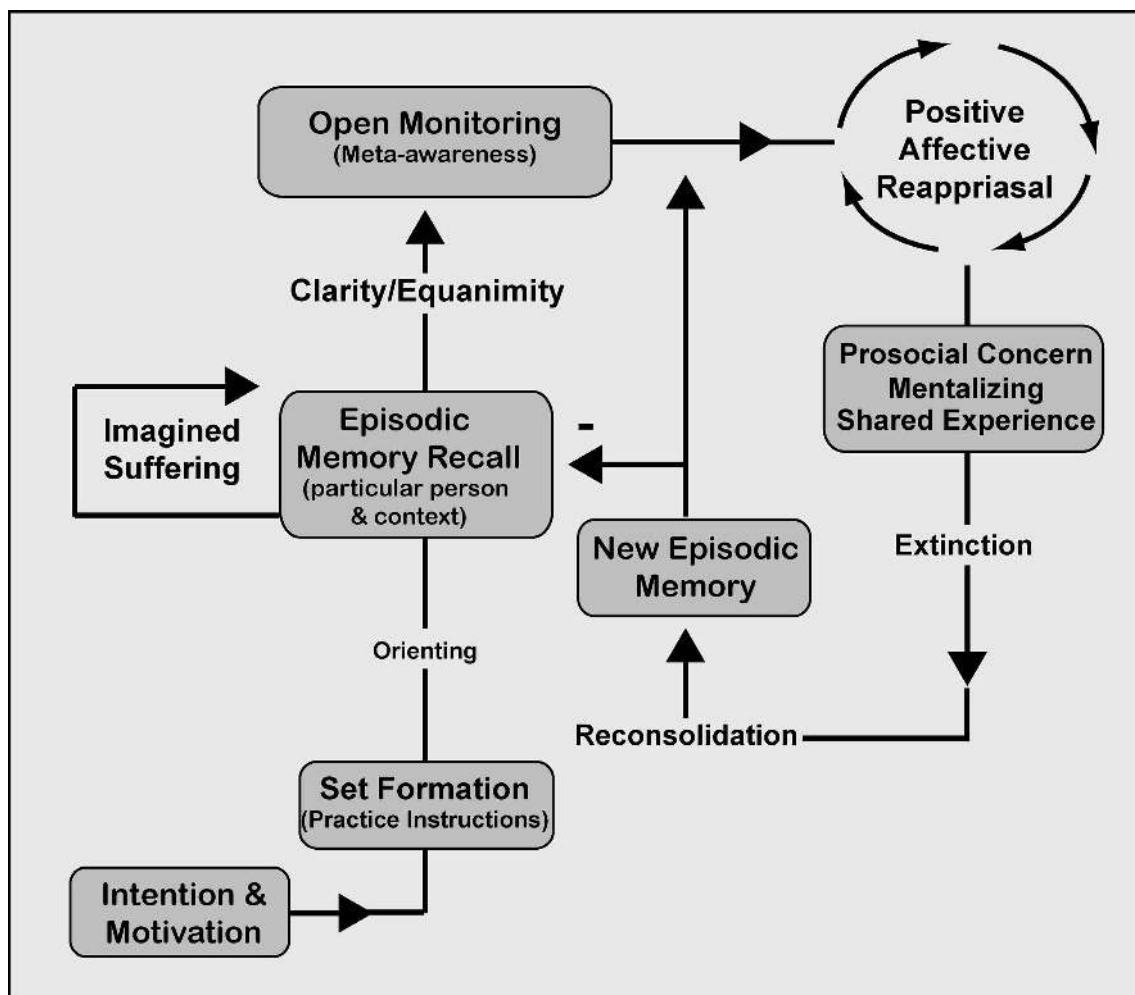 Open Monitoring
(Meta-awareness)
Positive
Affective
Reappriasal
Clarity/Equanimity
Prosocial Concern
Mentalizing
Shared Experience
Imagined
Suffering
Episodic
Memory Recall
(particular person
& context)
-
New Episodic
Memory
Extinction
Orienting
Reconsolidation
Set Formation
(Practice Instructions)
Intention &
Motivation